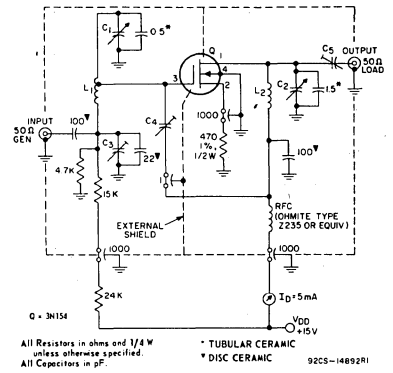 C1
0.5*
Q
1
3
4
2
C5 OUTPUT
50Ω
LOAD
L1
L2
C2
1.5*
C4
1000
INPUT
50Ω
GEN
100▼
C3
22▼
4.7K
15K
470
1%,
1/2W
100▼
EXTERNAL
SHIELD
RFC
(OHMITE TYPE
Z235 OR EQUIV)
1000
1000
24K
ID=5mA
Q = 3N154
VDD
+15V
All Resistors in ohms and 1/4 W
unless otherwise specified.
All Capacitors in pF.
* TUBULAR CERAMIC
▼ DISC CERAMIC
92CS-14892R1